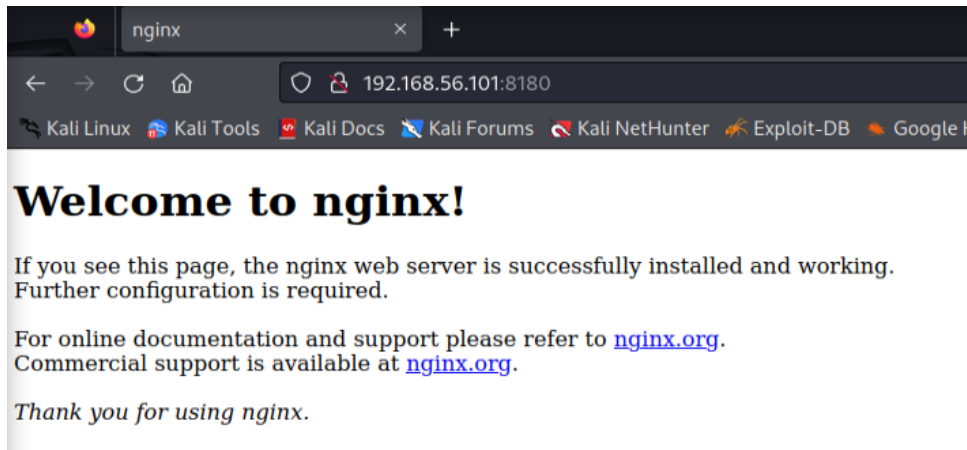 nginx
192.168.56.101:8180
Kali Linux Kali Tools Kali Docs Kali Forums Kali NetHunter Exploit-DB Google
Welcome to nginx!
If you see this page, the nginx web server is successfully installed and working.
Further configuration is required.
For online documentation and support please refer to nginx.org.
Commercial support is available at nginx.org.
Thank you for using nginx.